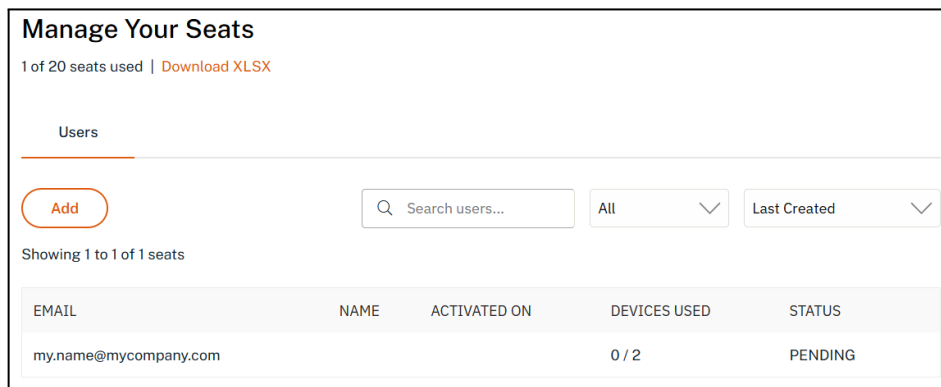 Manage Your Seats
1 of 20 seats used | Download XLSX
Users
Add Search users... All Last Created
Showing 1 to 1 of 1 seats
EMAIL NAME ACTIVATED ON DEVICES USED STATUS
my.name@mycompany.com 0 / 2 PENDING